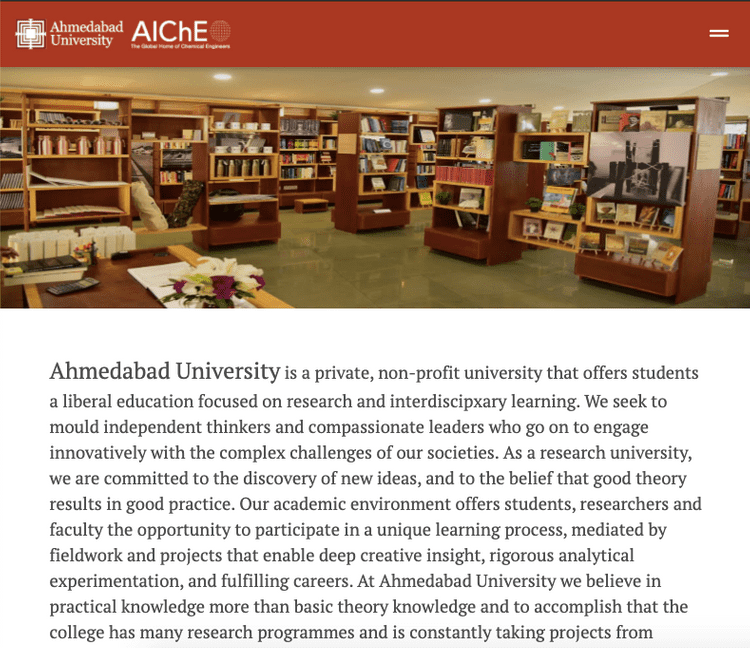 Ahmedabad
University
AIChE
The Global Home of Chemical Engineers
Ahmedabad University is a private, non-profit university that offers students
a liberal education focused on research and interdiscipxary learning. We seek to
mould independent thinkers and compassionate leaders who go on to engage
innovatively with the complex challenges of our societies. As a research university,
we are committed to the discovery of new ideas, and to the belief that good theory
results in good practice. Our academic environment offers students, researchers and
faculty the opportunity to participate in a unique learning process, mediated by
fieldwork and projects that enable deep creative insight, rigorous analytical
experimentation, and fulfilling careers. At Ahmedabad University we believe in
practical knowledge more than basic theory knowledge and to accomplish that the
college has many research programmes and is constantly taking projects from